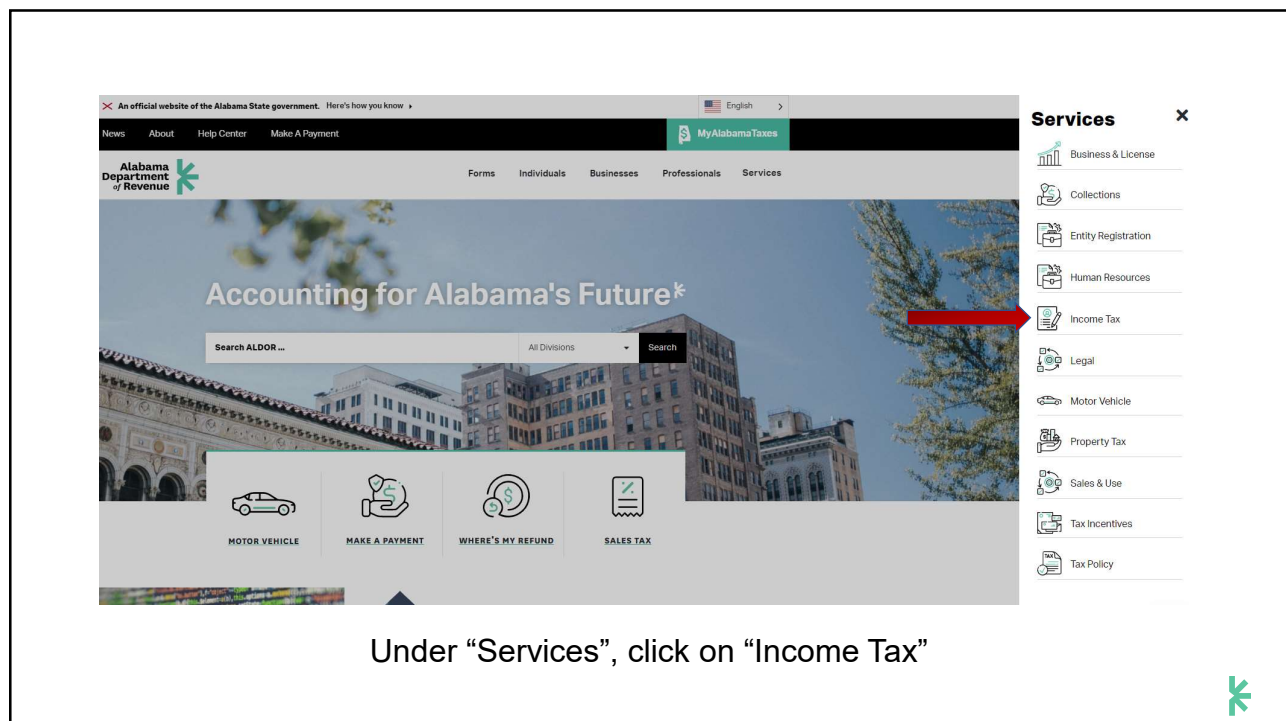 An official website of the Alabama State government. Here's how you know
English
News About Help Center Make A Payment
MyAlabamaTaxes
Alabama
Department
of Revenue
Forms Individuals Businesses Professionals Services
Accounting for Alabama's Future
Search ALDOR ... All Divisions Search
MOTOR VEHICLE MAKE A PAYMENT WHERE'S MY REFUND SALES TAX
Services
Business & License
Collections
Entity Registration
Human Resources
Income Tax
Legal
Motor Vehicle
Property Tax
Sales & Use
Tax Incentives
TAX
Tax Policy
Under “Services”, click on “Income Tax”